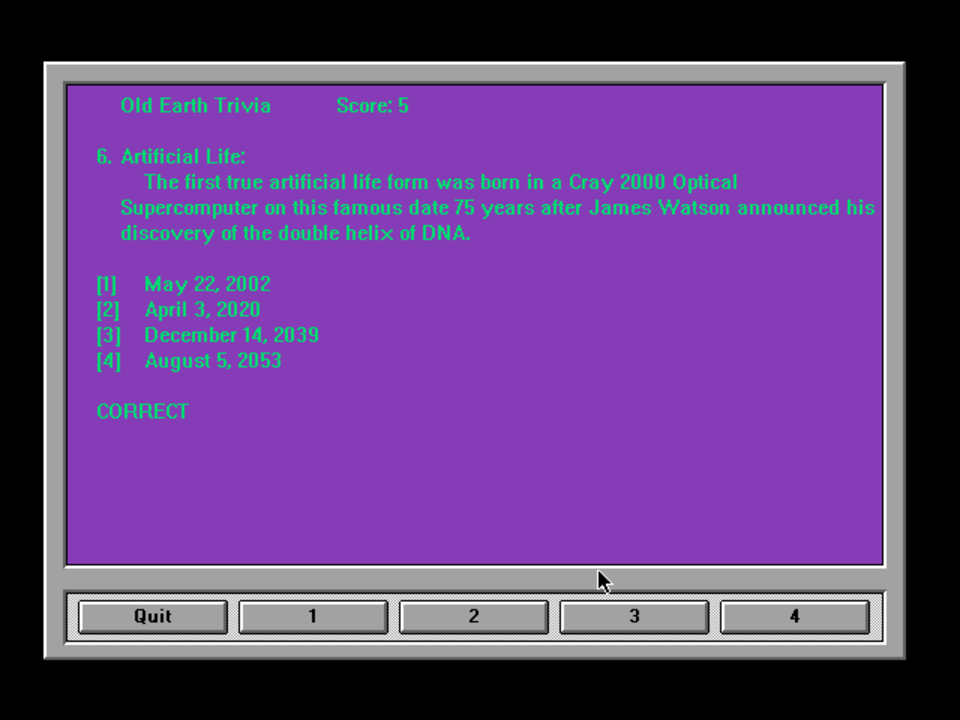 Old Earth Trivia Score: 5
6. Artificial Life:
The first true artificial life form was born in a Cray 2000 Optical
Supercomputer on this famous date 75 years after James Watson announced his
discovery of the double helix of DNA.
[1] May 22, 2002
[2] April 3, 2020
[3] December 14, 2039
[4] August 5, 2053
CORRECT
Quit 1 2 3 4